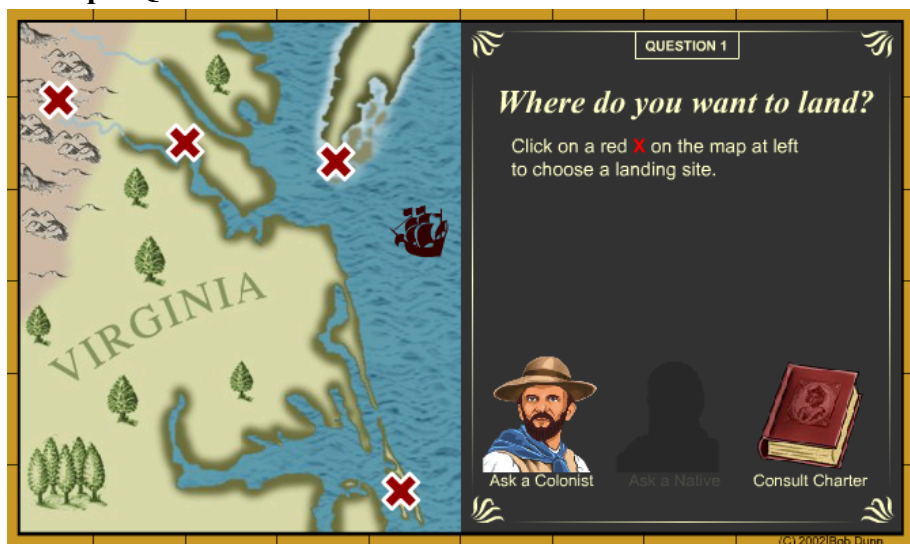 VIRGINIA
QUESTION 1
Where do you want to land?
Click on a red X on the map at left
to choose a landing site.
Ask a Colonist
Ask a Native
Consult Charter
(C) 2002 Bob Dunn